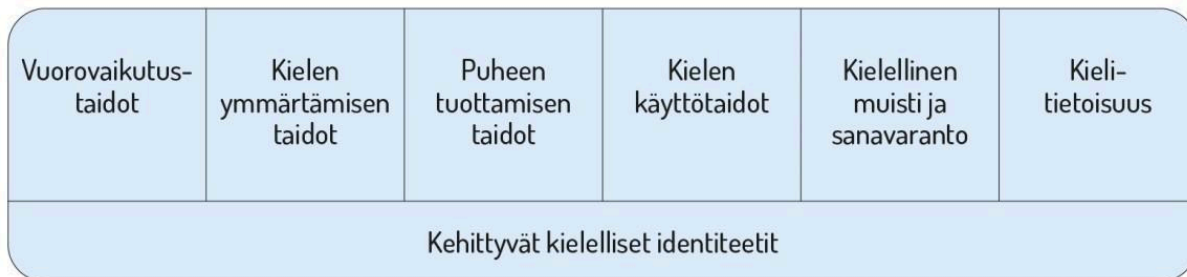 Vuorovaikutus-
taidot
Kielen
ymmärtämisen
taidot
Puheen
tuottamisen
taidot
Kielen
käyttötaidot
Kielellinen
muisti ja
sanavaranto
Kieli-
tietoisuus
Kehittyvät kielelliset identiteetit